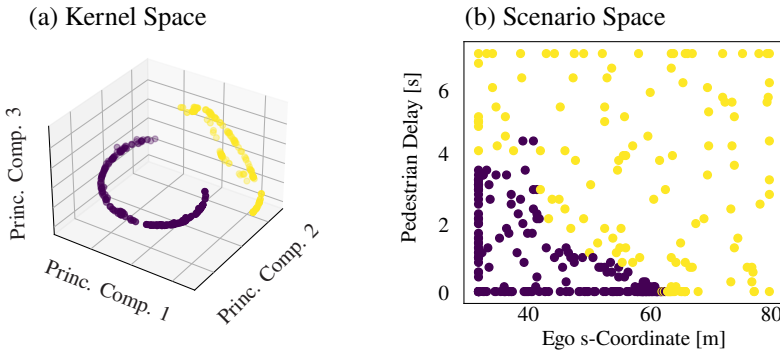 (a) Kernel Space
Princ. Comp. 3
Princ. Comp. 1
Princ. Comp. 2
(b) Scenario Space
Pedestrian Delay [s]
6
4
2
0
40
60
80
Ego s-Coordinate [m]